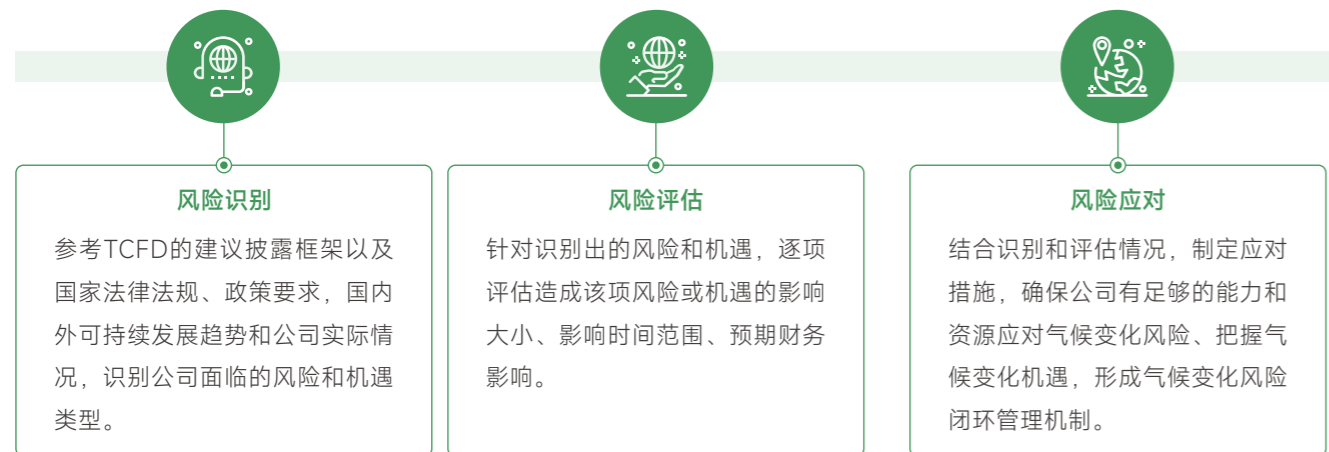 风险识别
参考TCFD的建议披露框架以及
国家法律法规、政策要求，国内
外可持续发展趋势和公司实际情
况，识别公司面临的风险和机遇
类型。
风险评估
针对识别出的风险和机遇，逐项
评估造成该项风险或机遇的影响
大小、影响时间范围、预期财务
影响。
风险应对
结合识别和评估情况，制定应对
措施，确保公司有足够的能力和
资源应对气候变化风险、把握气
候变化机遇，形成气候变化风险
闭环管理机制。